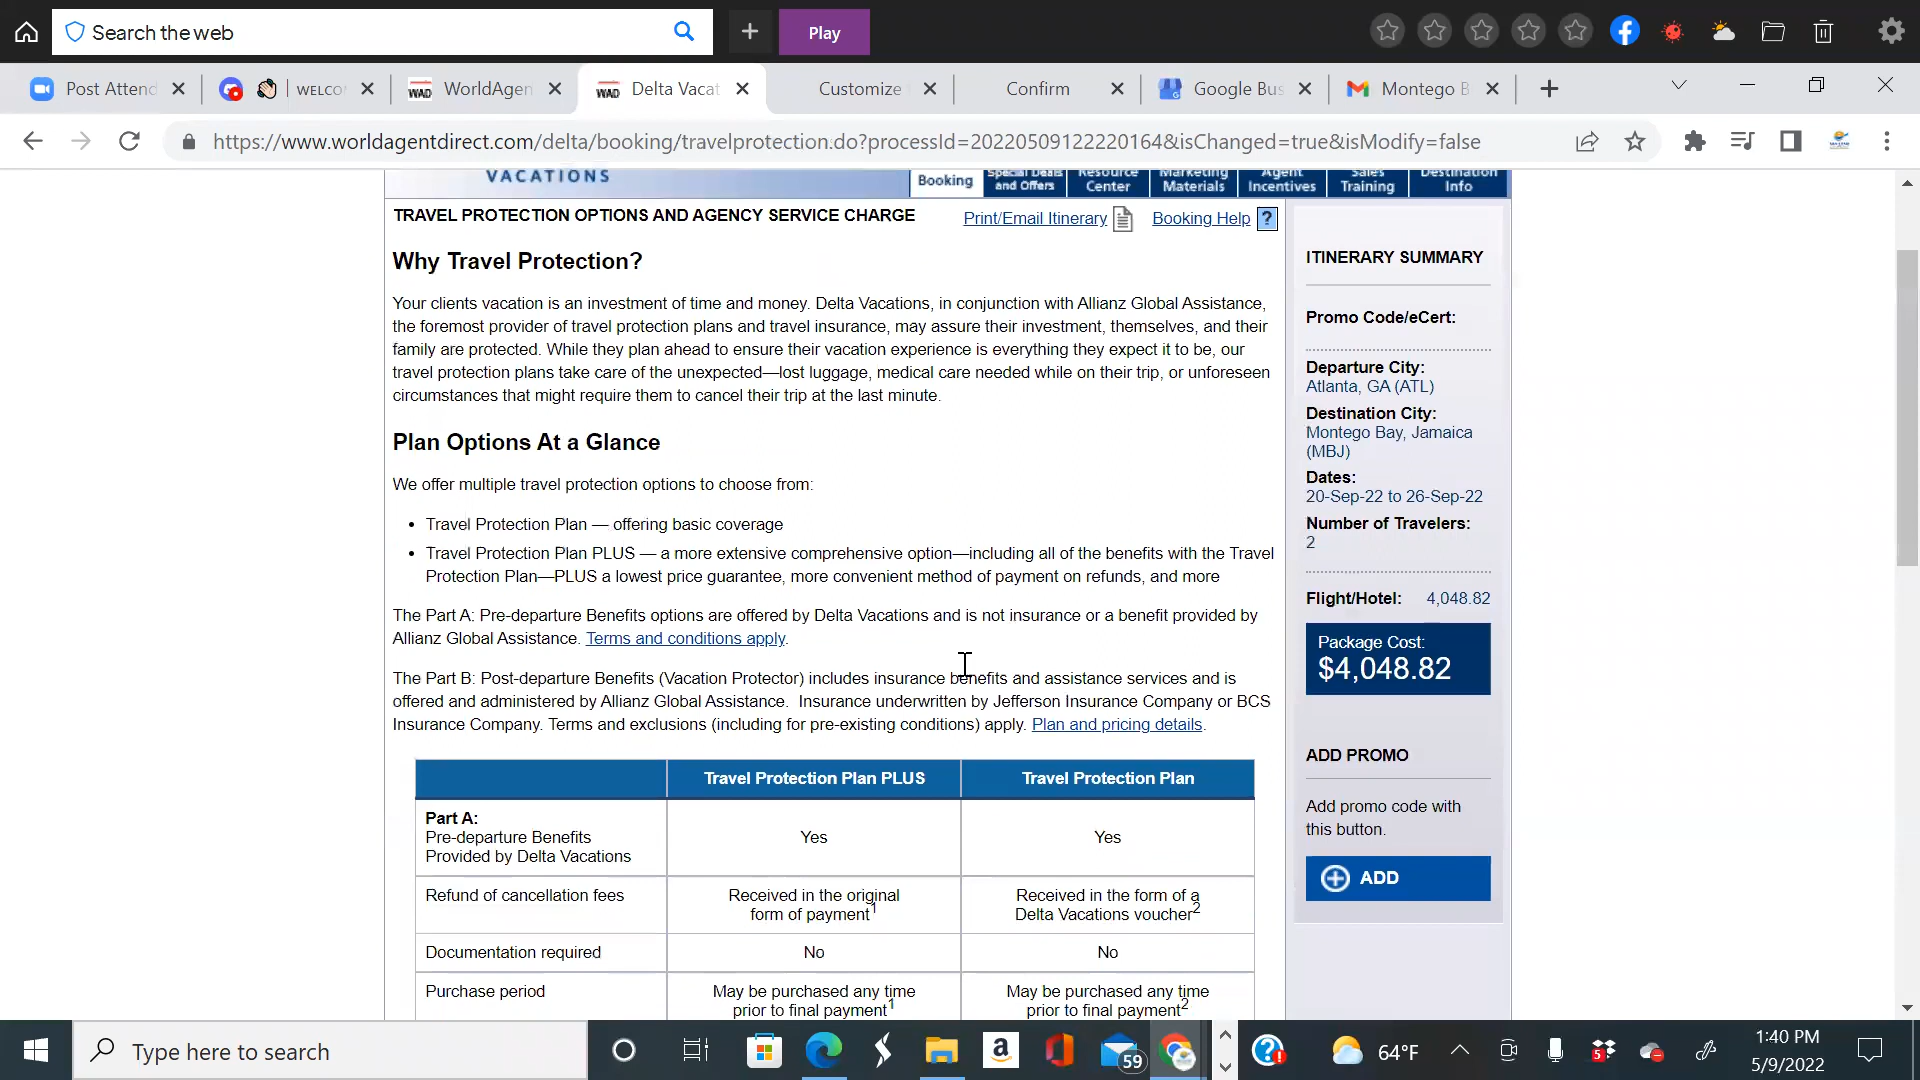 Search the web
Play
Post Attend
WELCO
WAD WorldAgen
WAD Delta Vacat
Customize
Confirm
Google Bus
Montego B
https://www.worldagentdirect.com/delta/booking/travelprotection.do?processId=20220509122220164&isChanged=true&isModify=false
VACATIONS
Booking
Special Deals
and Offers
Resource
Center
Marketing
Materials
Agent
Incentives
Sales
Training
Destination
Info
TRAVEL PROTECTION OPTIONS AND AGENCY SERVICE CHARGE
Print/Email Itinerary
Booking Help ?
Why Travel Protection?
Your clients vacation is an investment of time and money. Delta Vacations, in conjunction with Allianz Global Assistance,
the foremost provider of travel protection plans and travel insurance, may assure their investment, themselves, and their
family are protected. While they plan ahead to ensure their vacation experience is everything they expect it to be, our
travel protection plans take care of the unexpected—lost luggage, medical care needed while on their trip, or unforeseen
circumstances that might require them to cancel their trip at the last minute.
Plan Options At a Glance
We offer multiple travel protection options to choose from:
• Travel Protection Plan — offering basic coverage
• Travel Protection Plan PLUS — a more extensive comprehensive option—including all of the benefits with the Travel
Protection Plan—PLUS a lowest price guarantee, more convenient method of payment on refunds, and more
The Part A: Pre-departure Benefits options are offered by Delta Vacations and is not insurance or a benefit provided by
Allianz Global Assistance. Terms and conditions apply.
The Part B: Post-departure Benefits (Vacation Protector) includes insurance benefits and assistance services and is
offered and administered by Allianz Global Assistance. Insurance underwritten by Jefferson Insurance Company or BCS
Insurance Company. Terms and exclusions (including for pre-existing conditions) apply. Plan and pricing details.
Travel Protection Plan PLUS
Travel Protection Plan
Part A:
Pre-departure Benefits
Provided by Delta Vacations
Yes
Yes
Refund of cancellation fees
Received in the original
form of payment1
Received in the form of a
Delta Vacations voucher2
Documentation required
No
No
Purchase period
May be purchased any time
prior to final payment1
May be purchased any time
prior to final payment2
ITINERARY SUMMARY
Promo Code/eCert:
Departure City:
Atlanta, GA (ATL)
Destination City:
Montego Bay, Jamaica
(MBJ)
Dates:
20-Sep-22 to 26-Sep-22
Number of Travelers:
2
Flight/Hotel: 4,048.82
Package Cost:
$4,048.82
ADD PROMO
Add promo code with
this button.
ADD
Type here to search
59
64°F
5
1:40 PM
5/9/2022